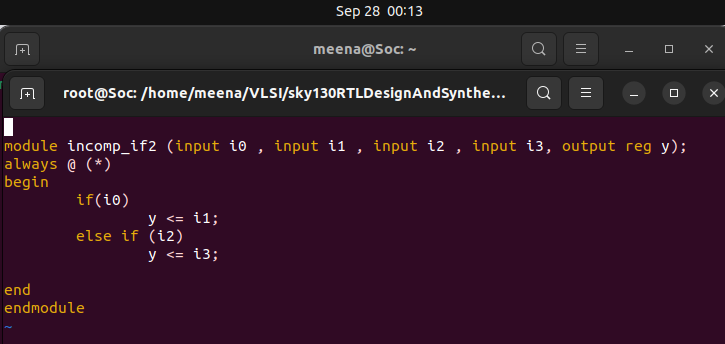 Sep 28 00:13
meena@Soc: ~
root@Soc: /home/meena/VLSI/sky130RTLDesignAndSynthe...
module incomp_if2 (input i0 , input i1 , input i2 , input i3, output reg y);
always @ (*)
begin
        if(i0)
                y <= i1;
        else if (i2)
                y <= i3;
end
endmodule
~